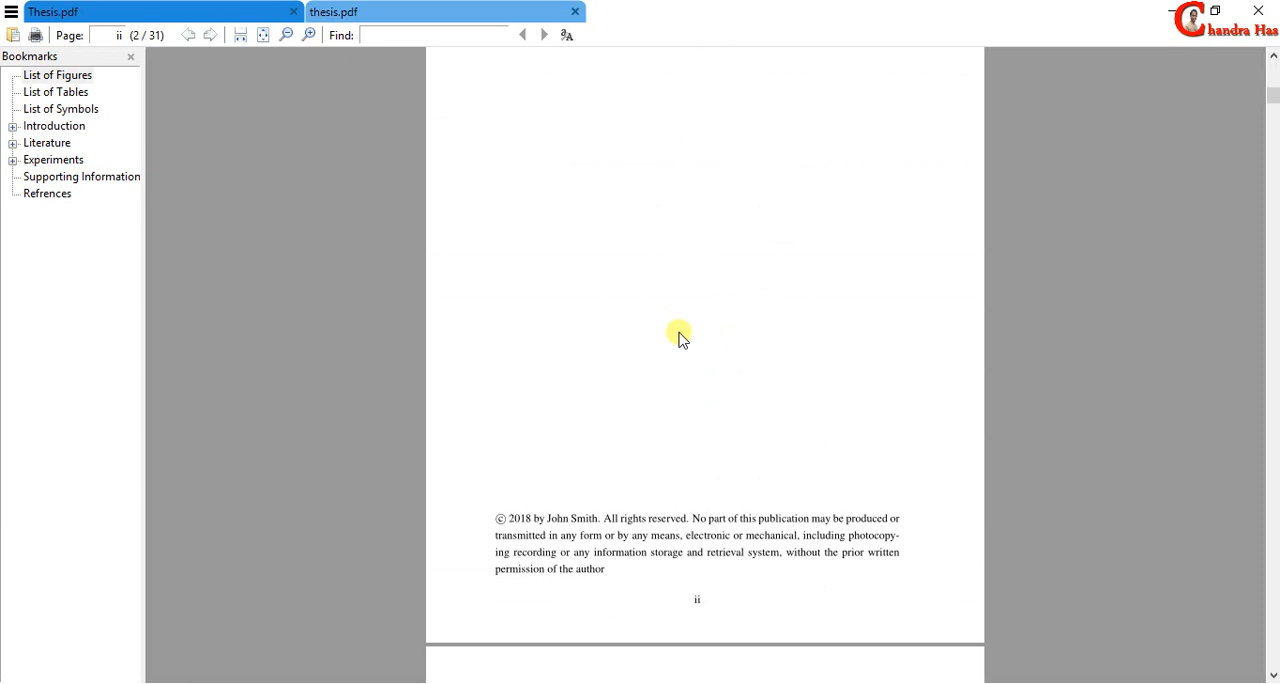 Thesis.pdf
thesis.pdf
Chandra Has
Page: ii (2 / 31)
Find:
Bookmarks
List of Figures
List of Tables
List of Symbols
Introduction
Literature
Experiments
Supporting Information
Refrences
© 2018 by John Smith. All rights reserved. No part of this publication may be produced or
transmitted in any form or by any means, electronic or mechanical, including photocopy-
ing recording or any information storage and retrieval system, without the prior written
permission of the author
ii